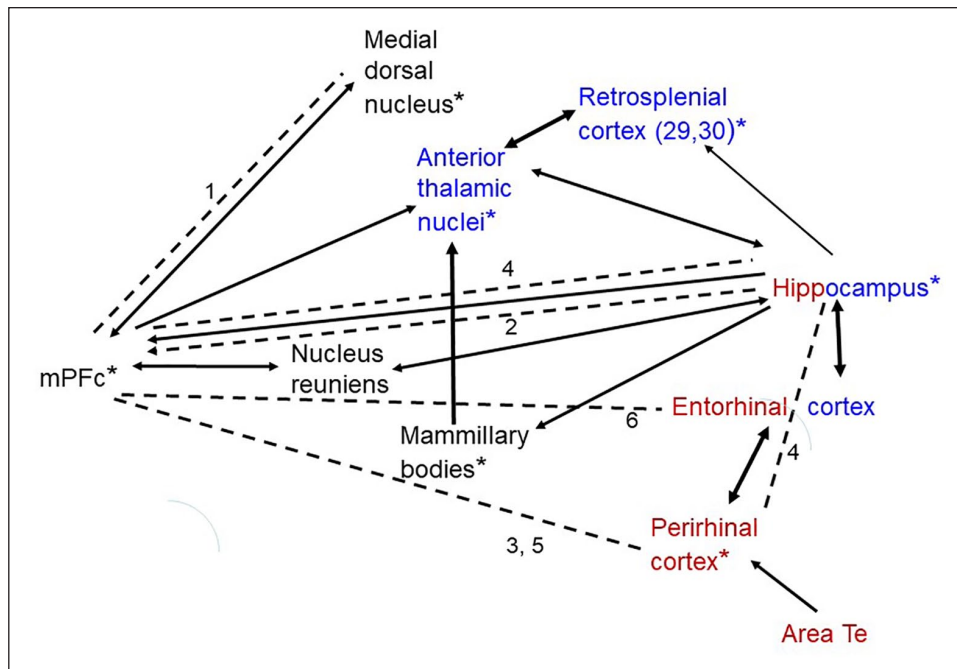 Medial
dorsal
nucleus*
Retrosplenial
cortex (29,30)*
Anterior
thalamic
nuclei*
1
4
Hippocampus*
2
Nucleus
reuniens
mPFc*
Entorhinal cortex
6
Mammillary
bodies*
4
Perirhinal
cortex*
3, 5
Area Te